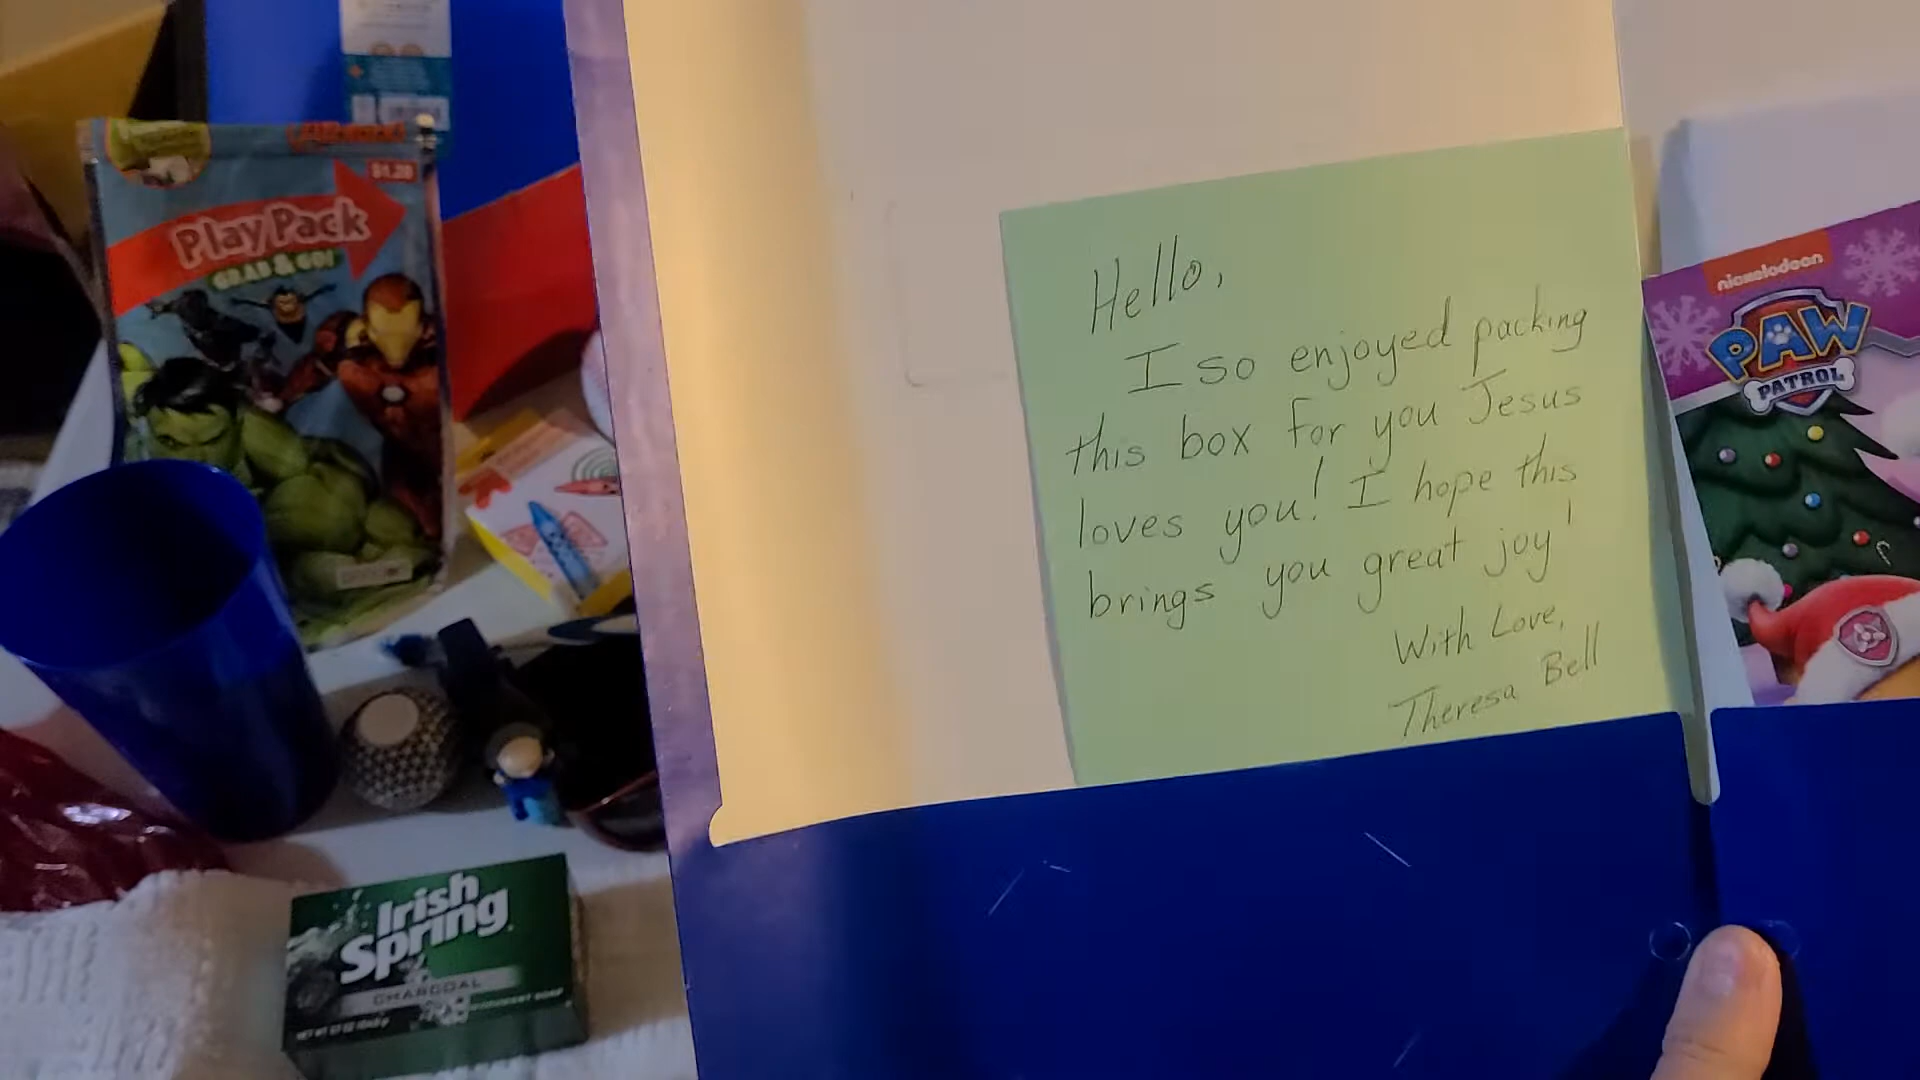 $1.20
Play Pack
GRAB & GO!
Hello,
I so enjoyed packing
this box for you Jesus
loves you! I hope this
brings you great joy!
With Love,
Theresa Bell
nickelodeon
PAW
PATROL
Irish
Spring
CHARCOAL